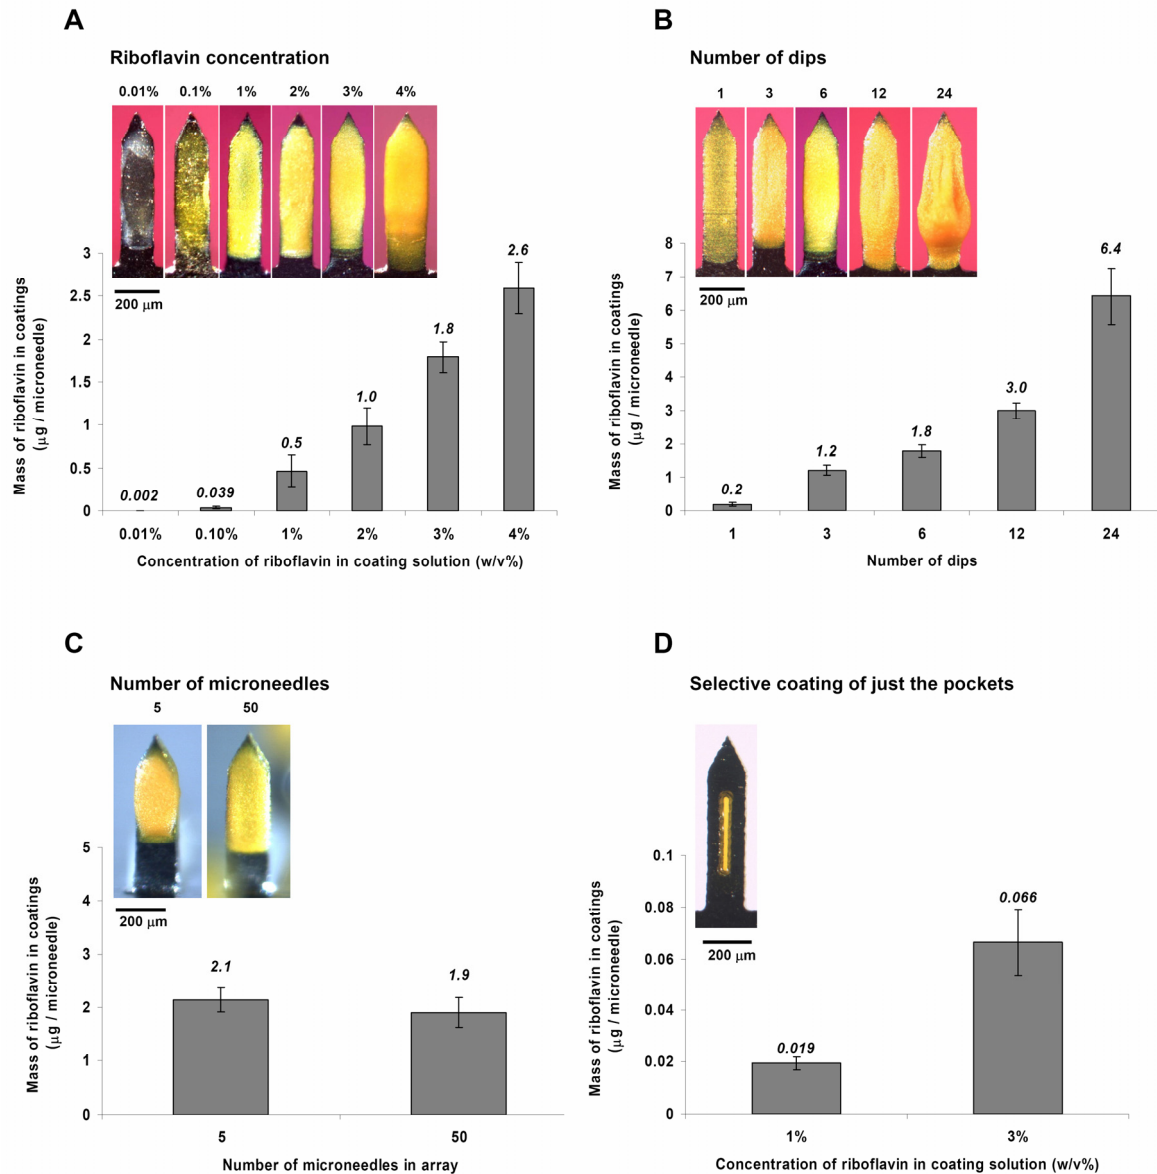 A
Riboflavin concentration
0.01% 0.1% 1% 2% 3% 4%
200 μm
Mass of riboflavin in coatings
(μg / microneedle)
3
2.5
2
1.5
1
0.5
0
0.002
0.039
0.5
1.0
1.8
2.6
0.01% 0.10% 1% 2% 3% 4%
Concentration of riboflavin in coating solution (w/v%)
B
Number of dips
1 3 6 12 24
200 μm
Mass of riboflavin in coatings
(μg / microneedle)
8
7
6
5
4
3
2
1
0
0.2
1.2
1.8
3.0
6.4
1 3 6 12 24
Number of dips
C
Number of microneedles
5 50
200 μm
Mass of riboflavin in coatings
(μg / microneedle)
5
4
3
2
1
0
2.1
1.9
5 50
Number of microneedles in array
D
Selective coating of just the pockets
200 μm
Mass of riboflavin in coatings
(μg / microneedle)
0.1
0.08
0.06
0.04
0.02
0
0.019
0.066
1% 3%
Concentration of riboflavin in coating solution (w/v%)